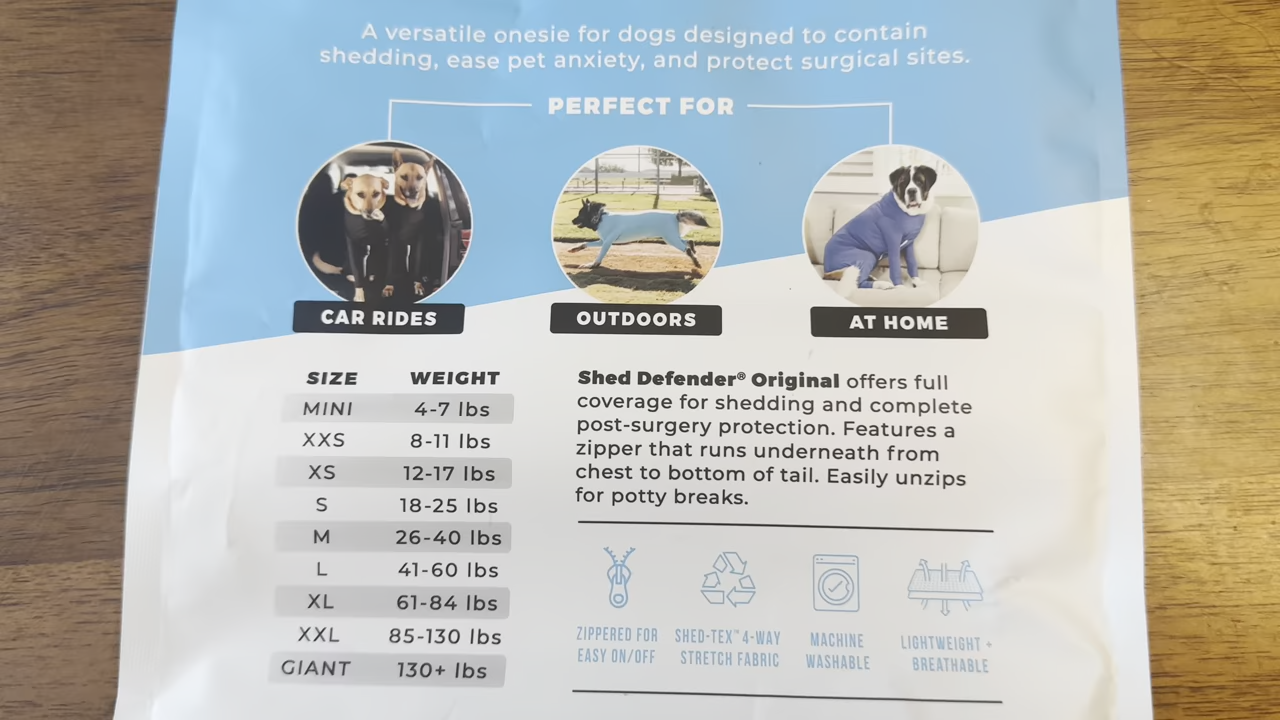 A versatile onesie for dogs designed to contain
shedding, ease pet anxiety, and protect surgical sites.
PERFECT FOR
CAR RIDES
OUTDOORS
AT HOME
SIZE WEIGHT
MINI 4-7 lbs
XXS 8-11 lbs
XS 12-17 lbs
S 18-25 lbs
M 26-40 lbs
L 41-60 lbs
XL 61-84 lbs
XXL 85-130 lbs
GIANT 130+ lbs
Shed Defender® Original offers full
coverage for shedding and complete
post-surgery protection. Features a
zipper that runs underneath from
chest to bottom of tail. Easily unzips
for potty breaks.
ZIPPERED FOR
EASY ON/OFF
SHED-TEX™ 4-WAY
STRETCH FABRIC
MACHINE
WASHABLE
LIGHTWEIGHT +
BREATHABLE